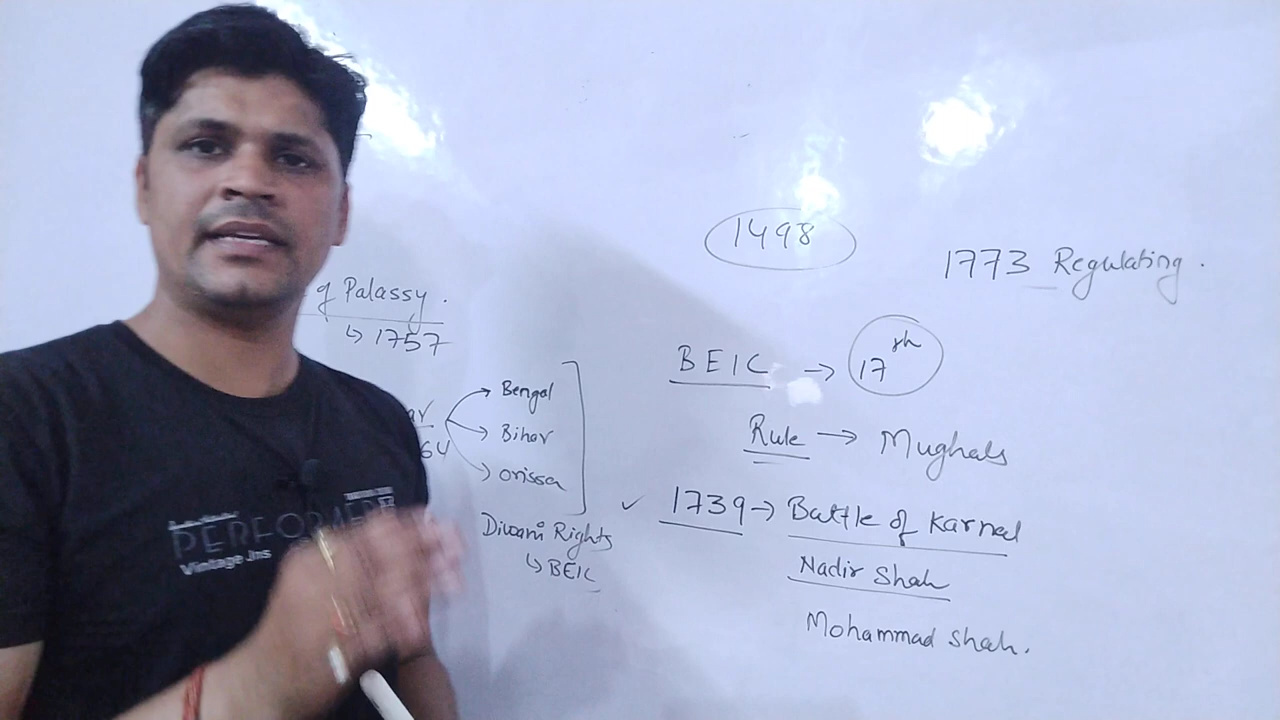 1498
1773 Regulating.
of Palassy.
↳ 1757
BEIC → 17th
Bengal
Bihar
Orissa
Rule → Mughals
✓ 1739 → Battle of Karnal
Diwani Rights
↳ BEIC
Nadir Shah
Mohammad Shah.
PERFORMER
Vintage Jns